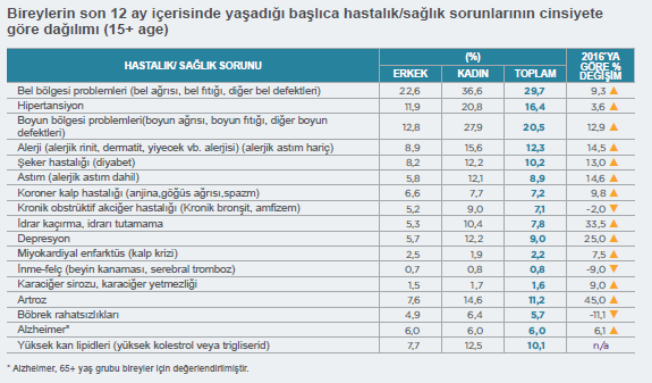 Bireylerin son 12 ay içerisinde yaşadığı başlıca hastalık/sağlık sorunlarının cinsiyete
göre dağılımı (15+ age)
HASTALIK/ SAĞLIK SORUNU (%) 2016'YA GÖRE % DEĞİŞİM
ERKEK KADIN TOPLAM
Bel bölgesi problemleri (bel ağrısı, bel fıtığı, diğer bel defektleri) 22,6 36,6 29,7 9,3 ▲
Hipertansiyon 11,9 20,8 16,4 3,6 ▲
Boyun bölgesi problemleri(boyun ağrısı, boyun fıtığı, diğer boyun
defektleri) 12,8 27,9 20,5 12,9 ▲
Alerji (alerjik rinit, dermatit, yiyecek vb. alerjisi) (alerjik astım hariç) 8,9 15,6 12,3 14,5 ▲
Şeker hastalığı (diyabet) 8,2 12,2 10,2 13,0 ▲
Astım (alerjik astım dahil) 5,8 12,1 8,9 14,6 ▲
Koroner kalp hastalığı (anjina,göğüs ağrısı,spazm) 6,6 7,7 7,2 9,8 ▲
Kronik obstrüktif akciğer hastalığı (Kronik bronşit, amfizem) 5,2 9,0 7,1 -2,0 ▼
İdrar kaçırma, idrarı tutamama 5,3 10,4 7,8 33,5 ▲
Depresyon 5,7 12,2 9,0 25,0 ▲
Miyokardiyal enfarktüs (kalp krizi) 2,5 1,9 2,2 7,5 ▲
İnme-felç (beyin kanaması, serebral tromboz) 0,7 0,8 0,8 -9,0 ▼
Karaciğer sirozu, karaciğer yetmezliği 1,5 1,7 1,6 9,0 ▲
Artroz 7,6 14,6 11,2 45,0 ▲
Böbrek rahatsızlıkları 4,9 6,4 5,7 -11,1 ▼
Alzheimer* 6,0 6,0 6,0 6,1 ▲
Yüksek kan lipidleri (yüksek kolestrol veya trigliserid) 7,7 12,5 10,1 n/a
* Alzheimer, 65+ yaş grubu bireyler için değerlendirilmiştir.